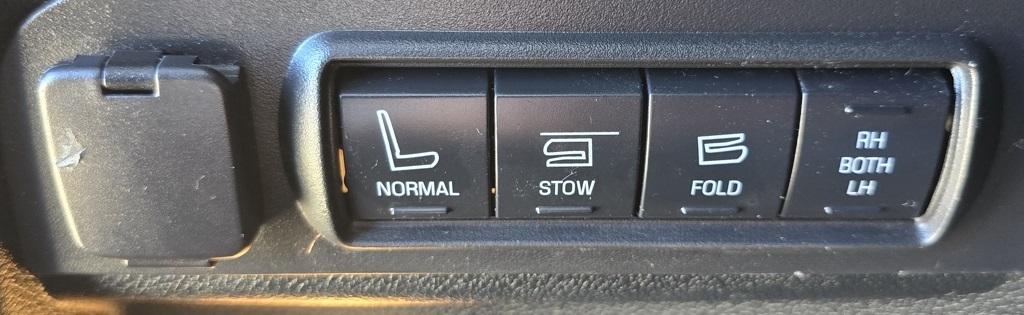 NORMAL
STOW
FOLD
RH
BOTH
LH